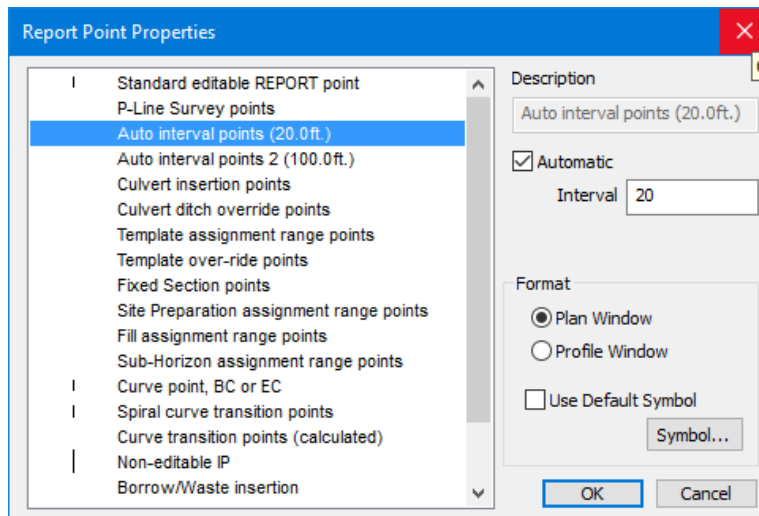 Report Point Properties
Standard editable REPORT point
P-Line Survey points
Auto interval points (20.0ft.)
Auto interval points 2 (100.0ft.)
Culvert insertion points
Culvert ditch override points
Template assignment range points
Template over-ride points
Fixed Section points
Site Preparation assignment range points
Fill assignment range points
Sub-Horizon assignment range points
Curve point, BC or EC
Spiral curve transition points
Curve transition points (calculated)
Non-editable IP
Borrow/Waste insertion
Description
Auto interval points (20.0ft.)
Automatic
Interval 20
Format
Plan Window
Profile Window
Use Default Symbol
Symbol...
OK Cancel